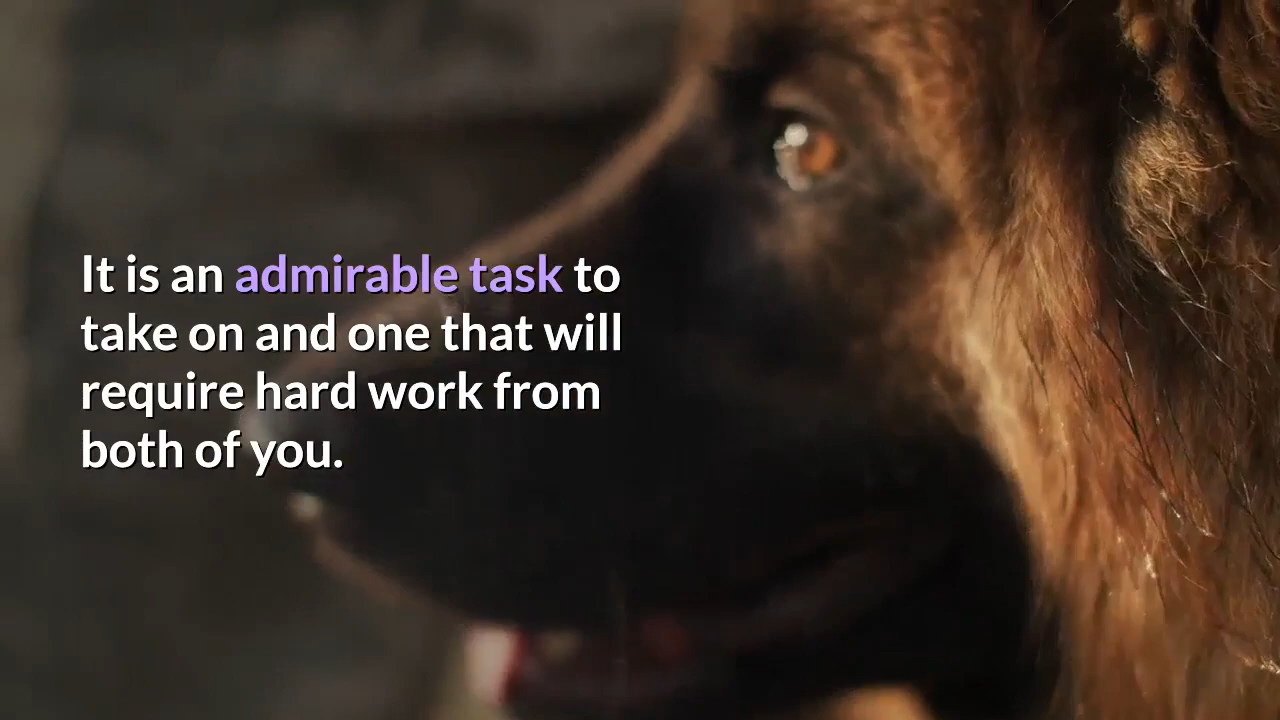 It is an admirable task to
take on and one that will
require hard work from
both of you.